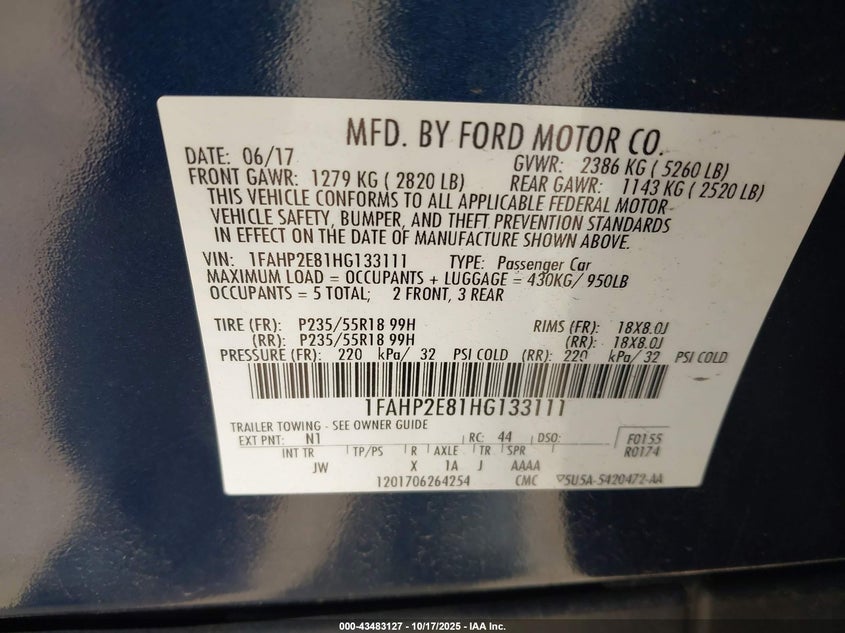 MFD. BY FORD MOTOR CO.
DATE: 06/17 GVWR: 2386 KG ( 5260 LB)
FRONT GAWR: 1279 KG ( 2820 LB) REAR GAWR: 1143 KG ( 2520 LB)
THIS VEHICLE CONFORMS TO ALL APPLICABLE FEDERAL MOTOR
VEHICLE SAFETY, BUMPER, AND THEFT PREVENTION STANDARDS
IN EFFECT ON THE DATE OF MANUFACTURE SHOWN ABOVE.
VIN: 1FAHP2E81HG133111 TYPE: Passenger Car
MAXIMUM LOAD = OCCUPANTS + LUGGAGE = 430KG/ 950LB
OCCUPANTS = 5 TOTAL; 2 FRONT, 3 REAR
TIRE (FR): P235/55R18 99H RIMS (FR): 18X8.0J
(RR): P235/55R18 99H (RR): 18X8.0J
PRESSURE (FR): 220 kPa/ 32 PSI COLD (RR): 220 kPa/ 32 PSI COLD
1FAHP2E81HG133111
TRAILER TOWING - SEE OWNER GUIDE
EXT PNT: N1 RC: 44 DSO: F0155
INT TR TP/PS R AXLE TR SPR R0174
JW X 1A J AAAA
1201706264254 CMC 5U5A-5420472-AA
000-43483127 - 10/17/2025 - IAA Inc.